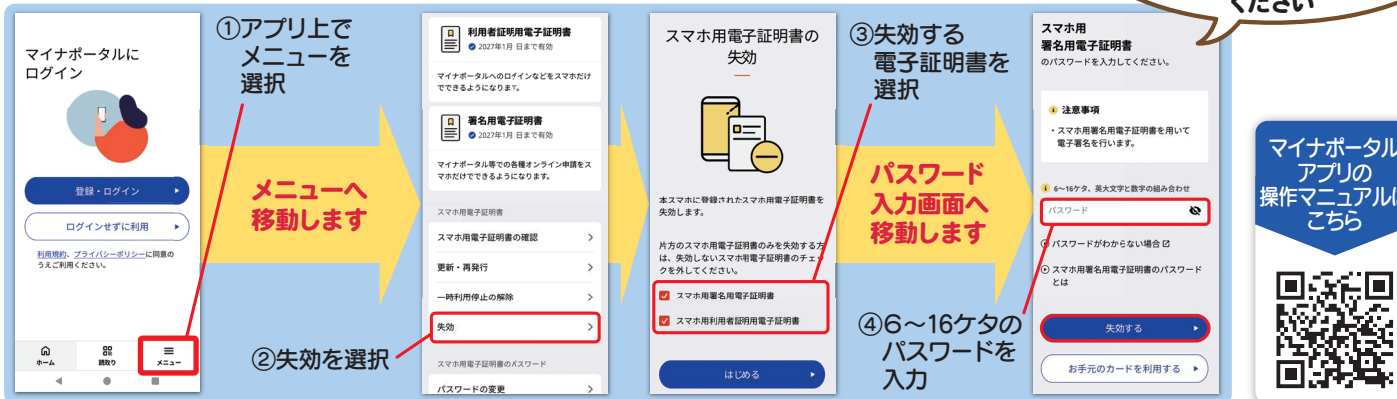 ください
マイナポータルに
ログイン
登録・ログイン
ログインせずに利用
利用規約、プライバシーポリシーに同意の
うえご利用ください。
ホーム
読取り
メニュー
①アプリ上で
メニューを
選択
メニューへ
移動します
利用者証明用電子証明書
2027年1月 日まで有効
マイナポータルへのログインなどをスマホだけ
でできるようになります。
署名用電子証明書
2027年1月 日まで有効
マイナポータル等での各種オンライン申請をス
マホだけでできるようになります。
スマホ用電子証明書
スマホ用電子証明書の確認
更新・再発行
一時利用停止の解除
失効
スマホ用電子証明書のパスワード
パスワードの変更
②失効を選択
スマホ用電子証明書の
失効
本スマホに登録されたスマホ用電子証明書を
失効します。
片方のスマホ用電子証明書のみを失効する方
は、失効しないスマホ用電子証明書のチェッ
クを外してください。
スマホ用署名用電子証明書
スマホ用利用者証明用電子証明書
はじめる
③失効する
電子証明書を
選択
パスワード
入力画面へ
移動します
④6〜16ケタの
パスワードを
入力
スマホ用
署名用電子証明書
のパスワードを入力してください。
注意事項
・スマホ用署名用電子証明書を用いて
電子署名を行います。
6〜16ケタ、英大文字と数字の組み合わせ
パスワード
パスワードがわからない場合
スマホ用署名用電子証明書のパスワード
とは
失効する
お手元のカードを利用する
マイナポータル
アプリの
操作マニュアルは
こちら